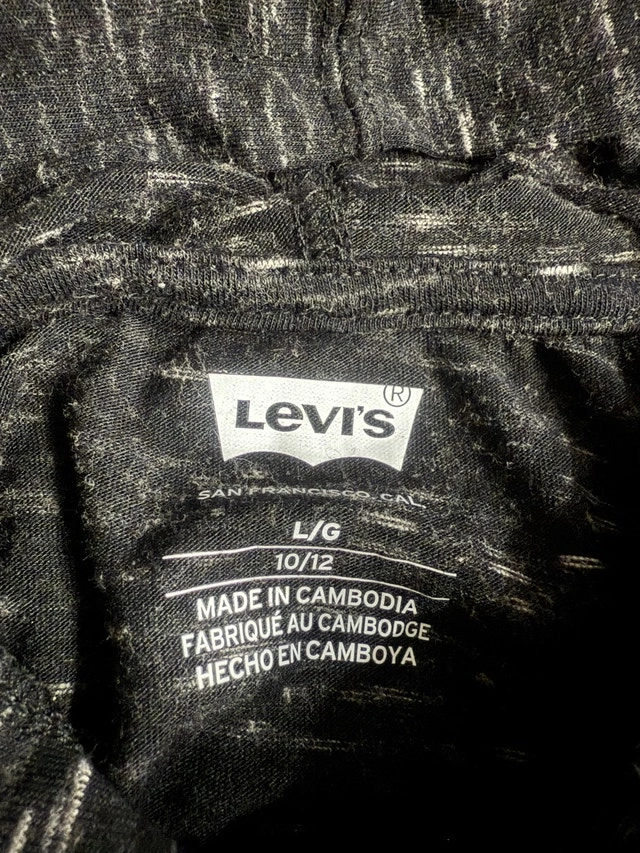 LEVI'S®
SAN FRANCISCO, CAL.
L/G
10/12
MADE IN CAMBODIA
FABRIQUÉ AU CAMBODGE
HECHO EN CAMBOYA